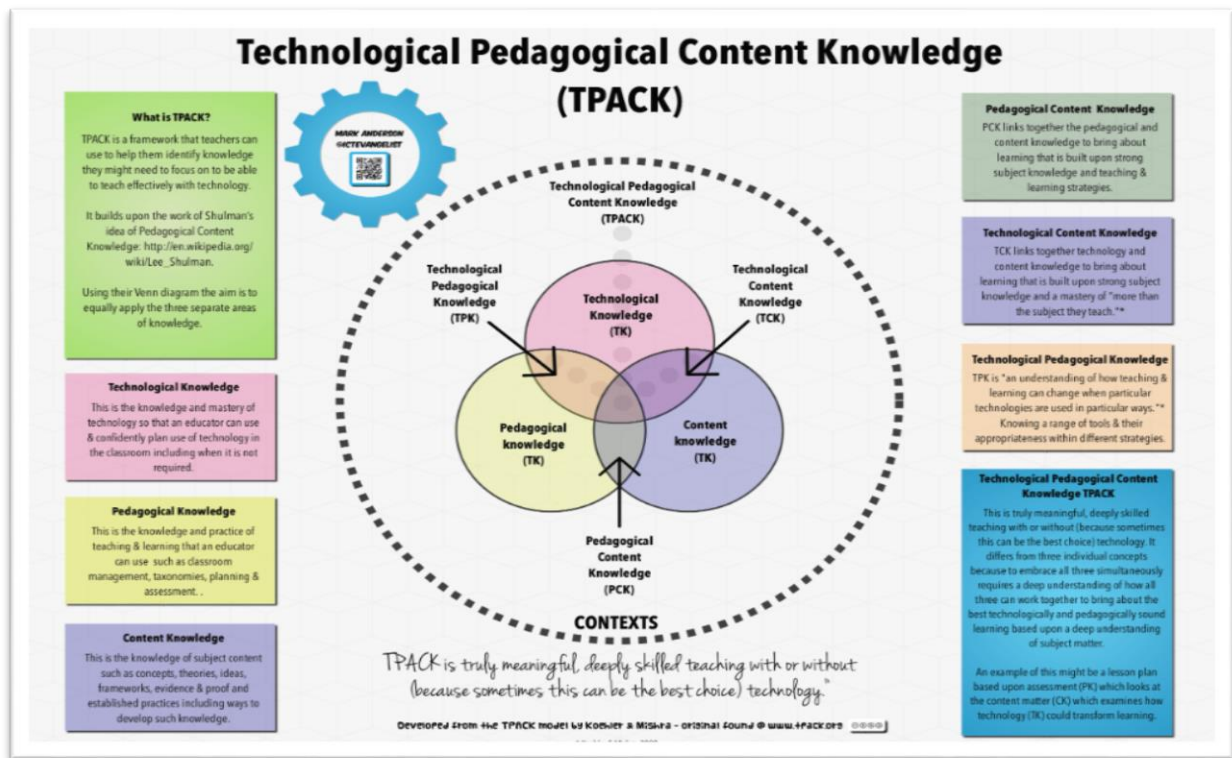 Technological Pedagogical Content Knowledge
(TPACK)
What is TPACK?
TPACK is a framework that teachers can
use to help them identify knowledge
they might need to focus on to be able
to teach effectively with technology.
It builds upon the work of Shulman's
idea of Pedagogical Content
Knowledge: http://en.wikipedia.org/
wiki/Lee_Shulman.
Using their Venn diagram the aim is to
equally apply the three separate areas
of knowledge.
Technological Knowledge
This is the knowledge and mastery of
technology so that an educator can use
& confidently plan use of technology in
the classroom including when it is not
required.
Pedagogical Knowledge
This is the knowledge and practice of
teaching & learning that an educator
can use such as classroom
management, taxonomies, planning &
assessment. .
Content Knowledge
This is the knowledge of subject content
such as concepts, theories, ideas,
frameworks, evidence & proof and
established practices including ways to
develop such knowledge.
MARK ANDERSON
@ICTEVANGELIST
Technological Pedagogical
Content Knowledge
(TPACK)
Technological
Pedagogical
Knowledge
(TPK)
Technological
Knowledge
(TK)
Technological
Content
Knowledge
(TCK)
Pedagogical
knowledge
(TK)
Content
knowledge
(TK)
Pedagogical
Content
Knowledge
(PCK)
CONTEXTS
TPACK is truly meaningful, deeply skilled teaching with or without
(because sometimes this can be the best choice) technology."
Developed from the TPACK model by Koehler & Mishra - original found @ www.tpack.org
Pedagogical Content Knowledge
PCK links together the pedagogical and
content knowledge to bring about
learning that is built upon strong
subject knowledge and teaching &
learning strategies.
Technological Content Knowledge
TCK links together technology and
content knowledge to bring about
learning that is built upon strong subject
knowledge and a mastery of "more than
the subject they teach."*
Technological Pedagogical Knowledge
TPK is "an understanding of how teaching &
learning can change when particular
technologies are used in particular ways."*
Knowing a range of tools & their
appropriateness within different strategies.
Technological Pedagogical Content
Knowledge TPACK
This is truly meaningful, deeply skilled
teaching with or without (because sometimes
this can be the best choice) technology. It
differs from three individual concepts
because to embrace all three simultaneously
requires a deep understanding of how all
three can work together to bring about the
best technologically and pedagogically sound
learning based upon a deep understanding
of subject matter.
An example of this might be a lesson plan
based upon assessment (PK) which looks at
the content matter (CK) which examines how
technology (TK) could transform learning.